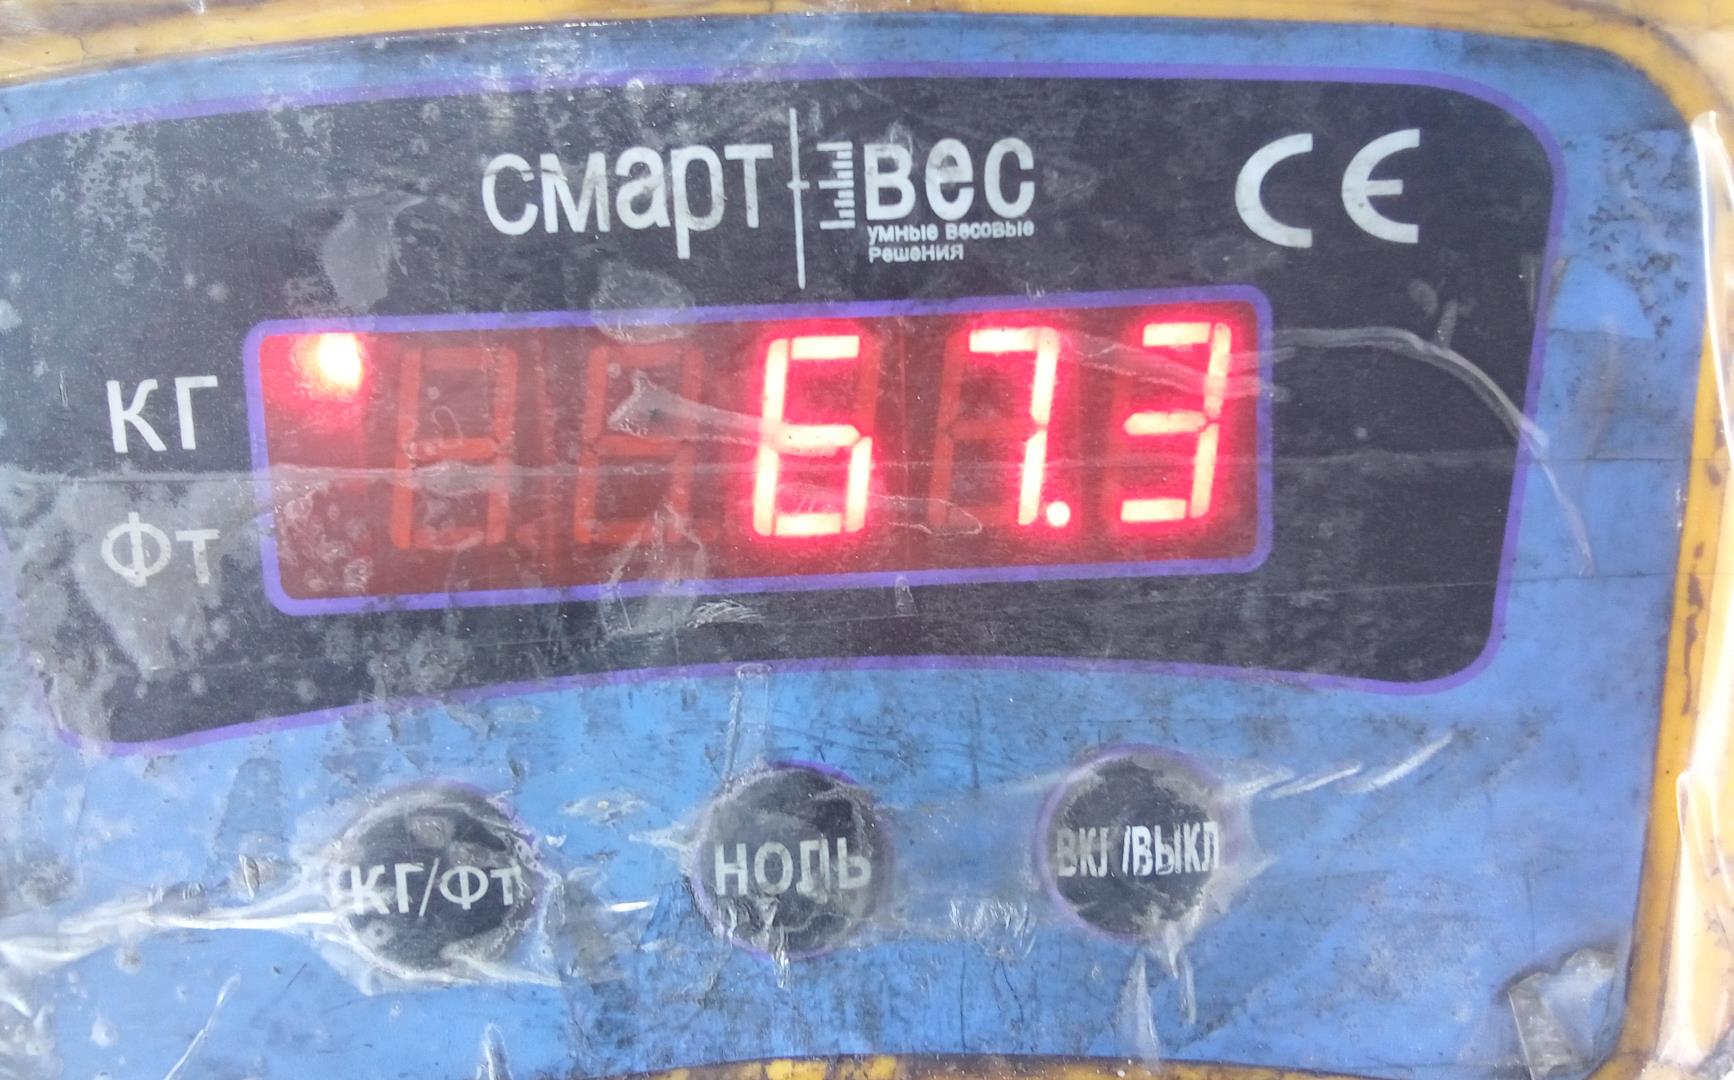 смарт вес
умные весовые
решения
CE
67.3
кг
фт
кг/фт
ноль
вкл/выкл